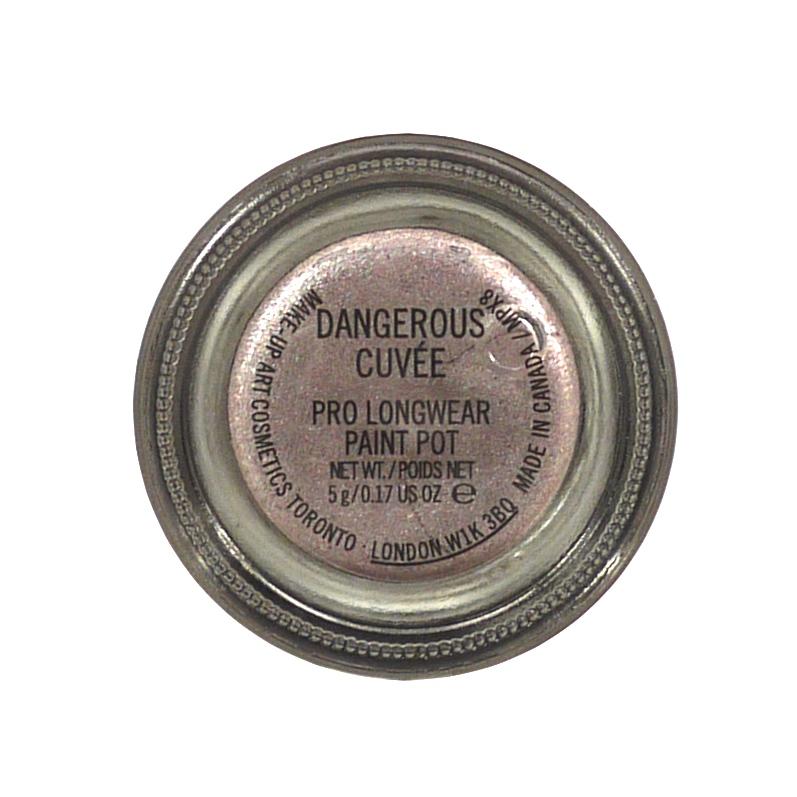 DANGEROUS
CUVÉE
PRO LONGWEAR
PAINT POT
NET WT./POIDS NET
5 g/0.17 US OZ ℮
MAKE-UP ART COSMETICS TORONTO · LONDON W1K 3BQ MADE IN CANADA / MPX8